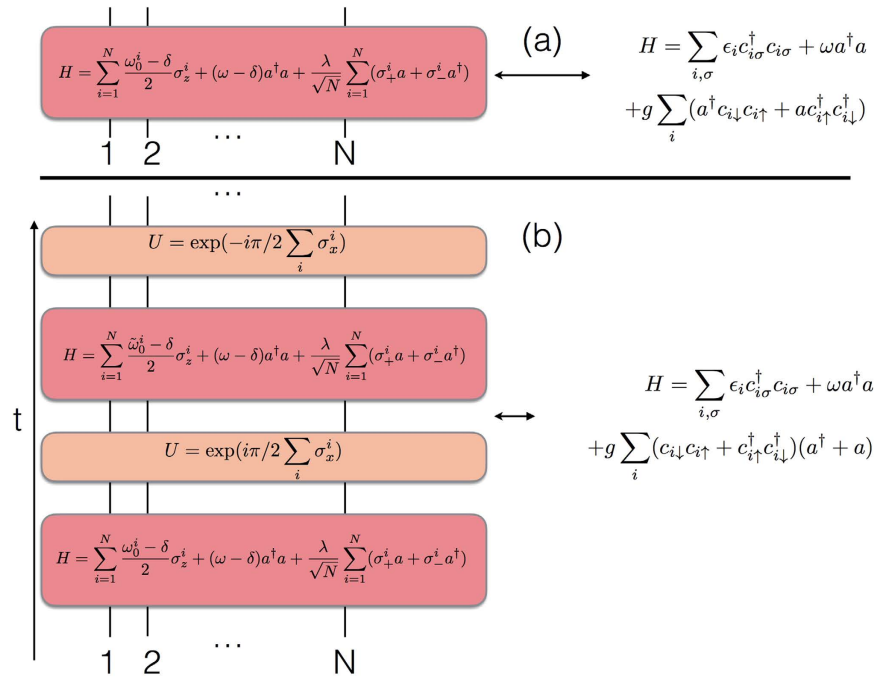 (a)
H = \sum_{i=1}^{N} \frac{\omega_0^i - \delta}{2} \sigma_z^i + (\omega - \delta) a^\dagger a + \frac{\lambda}{\sqrt{N}} \sum_{i=1}^{N} (\sigma_+^i a + \sigma_-^i a^\dagger)
H = \sum_{i,\sigma} \epsilon_i c_{i\sigma}^\dagger c_{i\sigma} + \omega a^\dagger a
+g \sum_i (a^\dagger c_{i\downarrow} c_{i\uparrow} + a c_{i\uparrow}^\dagger c_{i\downarrow}^\dagger)
1 2 ... N
...
(b)
U = \exp(-i\pi/2 \sum_i \sigma_x^i)
H = \sum_{i=1}^{N} \frac{\tilde{\omega}_0^i - \delta}{2} \sigma_z^i + (\omega - \delta) a^\dagger a + \frac{\lambda}{\sqrt{N}} \sum_{i=1}^{N} (\sigma_+^i a + \sigma_-^i a^\dagger)
H = \sum_{i,\sigma} \epsilon_i c_{i\sigma}^\dagger c_{i\sigma} + \omega a^\dagger a
+g \sum_i (c_{i\downarrow} c_{i\uparrow} + c_{i\uparrow}^\dagger c_{i\downarrow}^\dagger)(a^\dagger + a)
t
U = \exp(i\pi/2 \sum_i \sigma_x^i)
H = \sum_{i=1}^{N} \frac{\omega_0^i - \delta}{2} \sigma_z^i + (\omega - \delta) a^\dagger a + \frac{\lambda}{\sqrt{N}} \sum_{i=1}^{N} (\sigma_+^i a + \sigma_-^i a^\dagger)
1 2 ... N